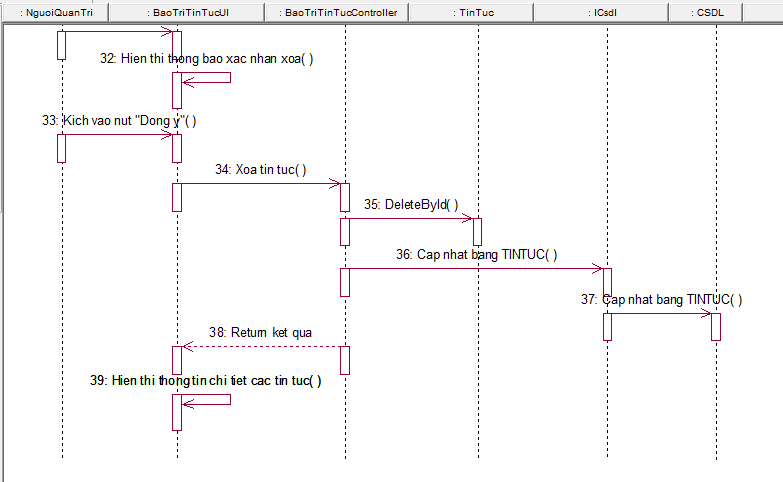 : NguoiQuanTri
: BaoTriTinTucUI
: BaoTriTinTucController
: TinTuc
: ICsdl
: CSDL
32: Hien thi thong bao xac nhan xoa( )
33: Kich vao nut "Dong y"( )
34: Xoa tin tuc( )
35: DeleteById( )
36: Cap nhat bang TINTUC( )
37: Cap nhat bang TINTUC( )
38: Return ket qua
39: Hien thi thong tin chi tiet cac tin tuc( )